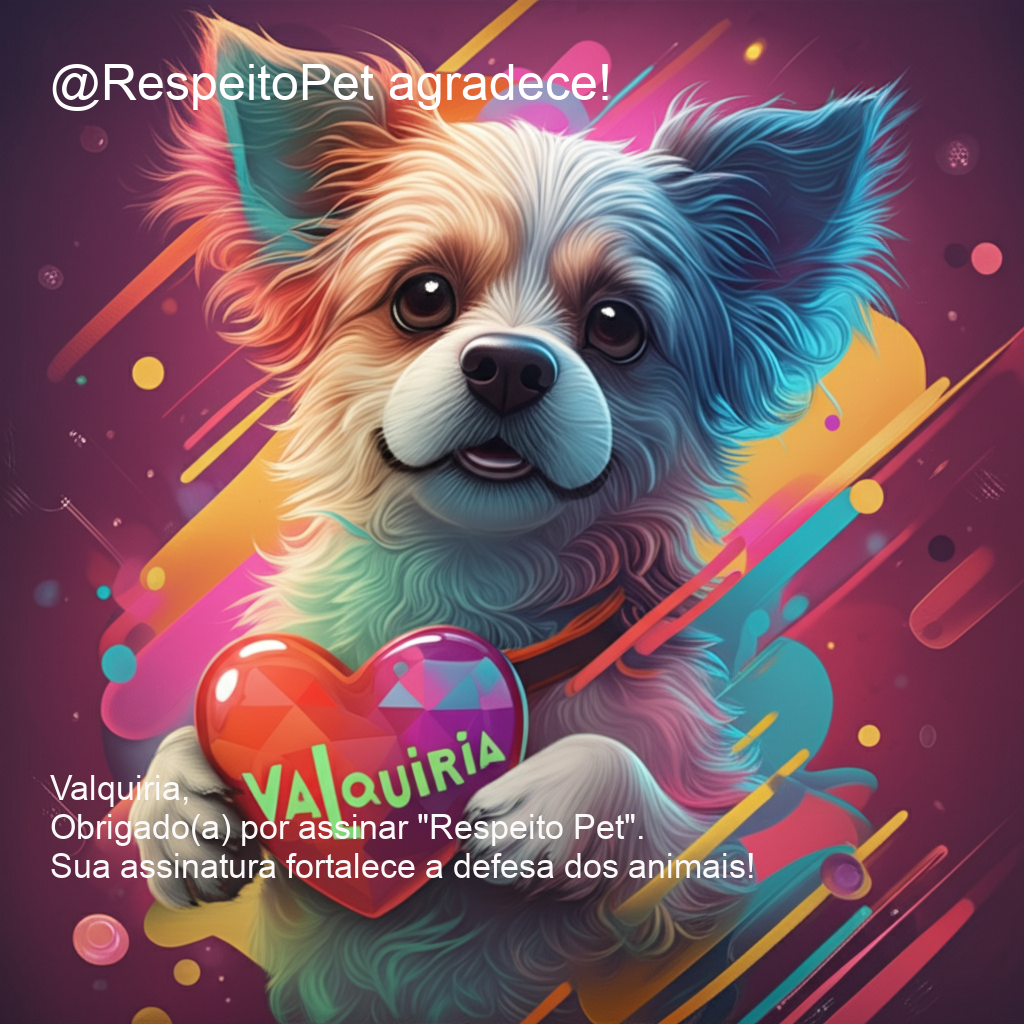 @RespeitoPet agradece!
VALQUIRIA
Valquiria,
Obrigado(a) por assinar "Respeito Pet".
Sua assinatura fortalece a defesa dos animais!